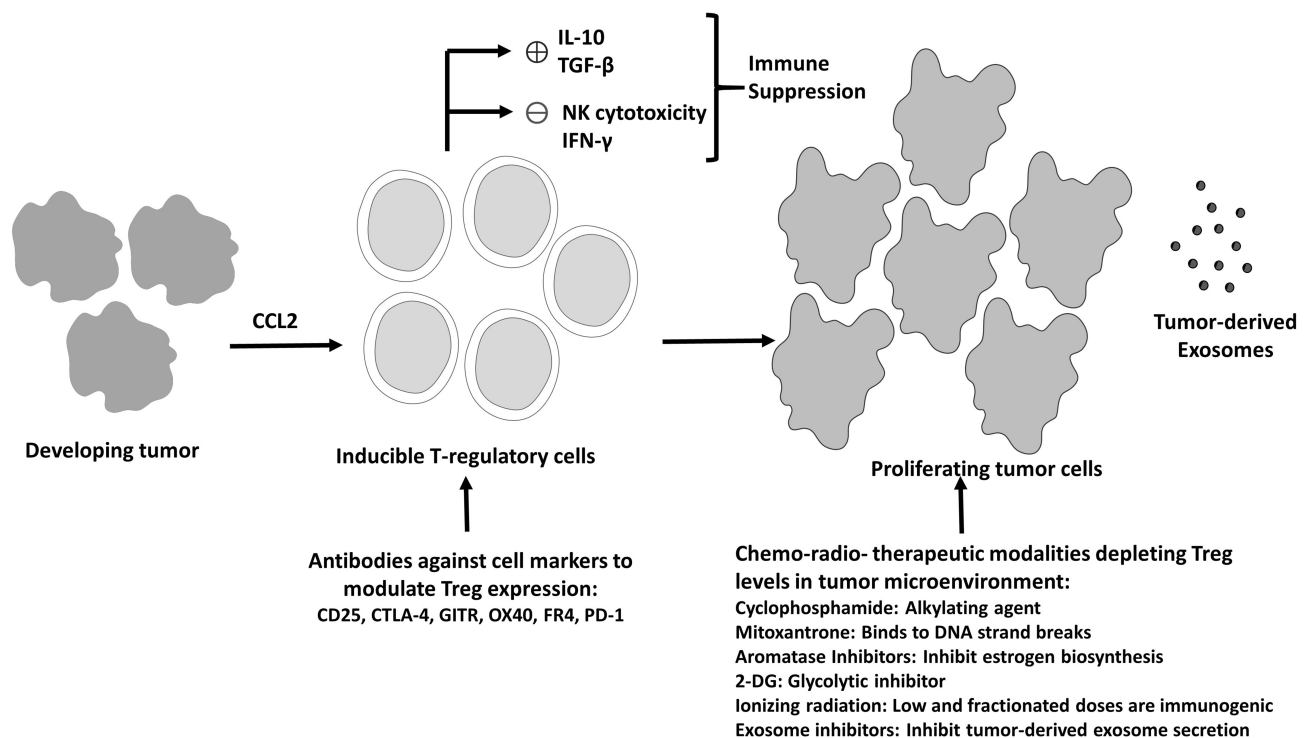 IL-10
TGF-β
NK cytotoxicity
IFN-γ
Immune
Suppression
CCL2
Tumor-derived
Exosomes
Developing tumor
Inducible T-regulatory cells
Proliferating tumor cells
Antibodies against cell markers to
modulate Treg expression:
CD25, CTLA-4, GITR, OX40, FR4, PD-1
Chemo-radio- therapeutic modalities depleting Treg
levels in tumor microenvironment:
Cyclophosphamide: Alkylating agent
Mitoxantrone: Binds to DNA strand breaks
Aromatase Inhibitors: Inhibit estrogen biosynthesis
2-DG: Glycolytic inhibitor
Ionizing radiation: Low and fractionated doses are immunogenic
Exosome inhibitors: Inhibit tumor-derived exosome secretion